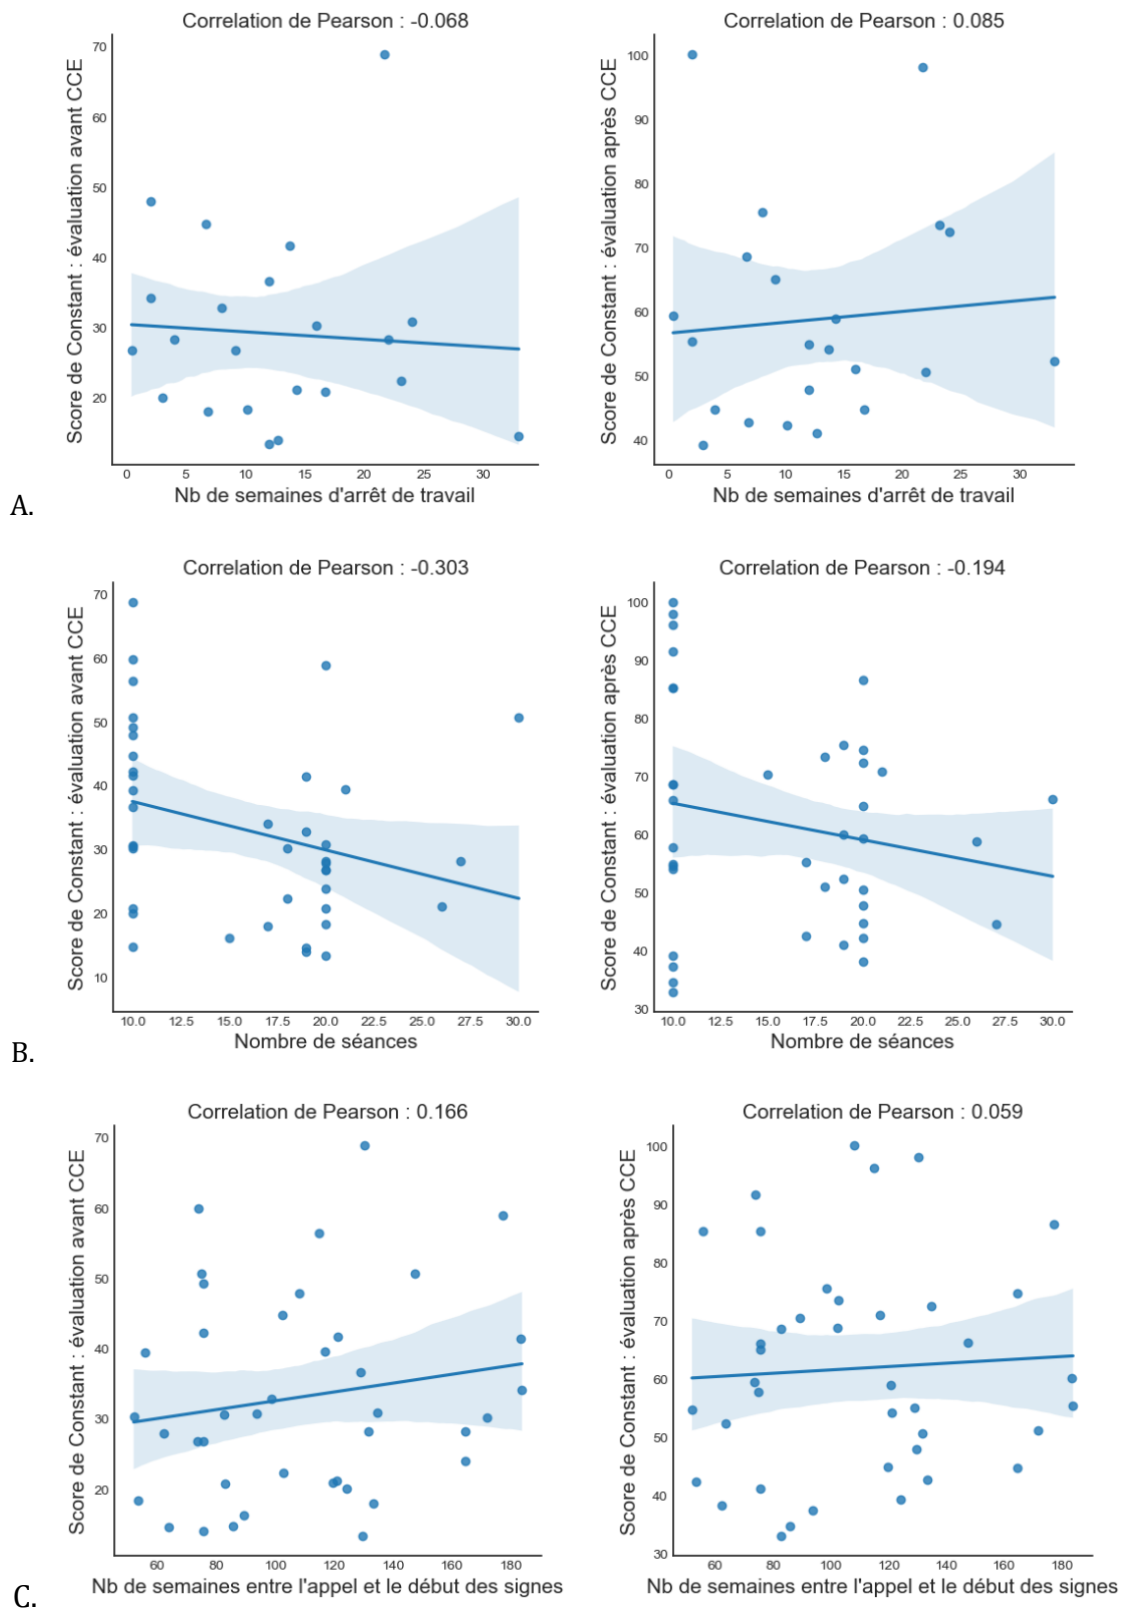 Correlation de Pearson : -0.068
Score de Constant : évaluation avant CCE
70
60
50
40
30
20
0 5 10 15 20 25 30
Nb de semaines d'arrêt de travail
Correlation de Pearson : 0.085
Score de Constant : évaluation après CCE
100
90
80
70
60
50
40
0 5 10 15 20 25 30
Nb de semaines d'arrêt de travail
A.
Correlation de Pearson : -0.303
Score de Constant : évaluation avant CCE
70
60
50
40
30
20
10
10.0 12.5 15.0 17.5 20.0 22.5 25.0 27.5 30.0
Nombre de séances
Correlation de Pearson : -0.194
Score de Constant : évaluation après CCE
100
90
80
70
60
50
40
30
10.0 12.5 15.0 17.5 20.0 22.5 25.0 27.5 30.0
Nombre de séances
B.
Correlation de Pearson : 0.166
Score de Constant : évaluation avant CCE
70
60
50
40
30
20
60 80 100 120 140 160 180
Nb de semaines entre l'appel et le début des signes
Correlation de Pearson : 0.059
Score de Constant : évaluation après CCE
100
90
80
70
60
50
40
30
60 80 100 120 140 160 180
Nb de semaines entre l'appel et le début des signes
C.